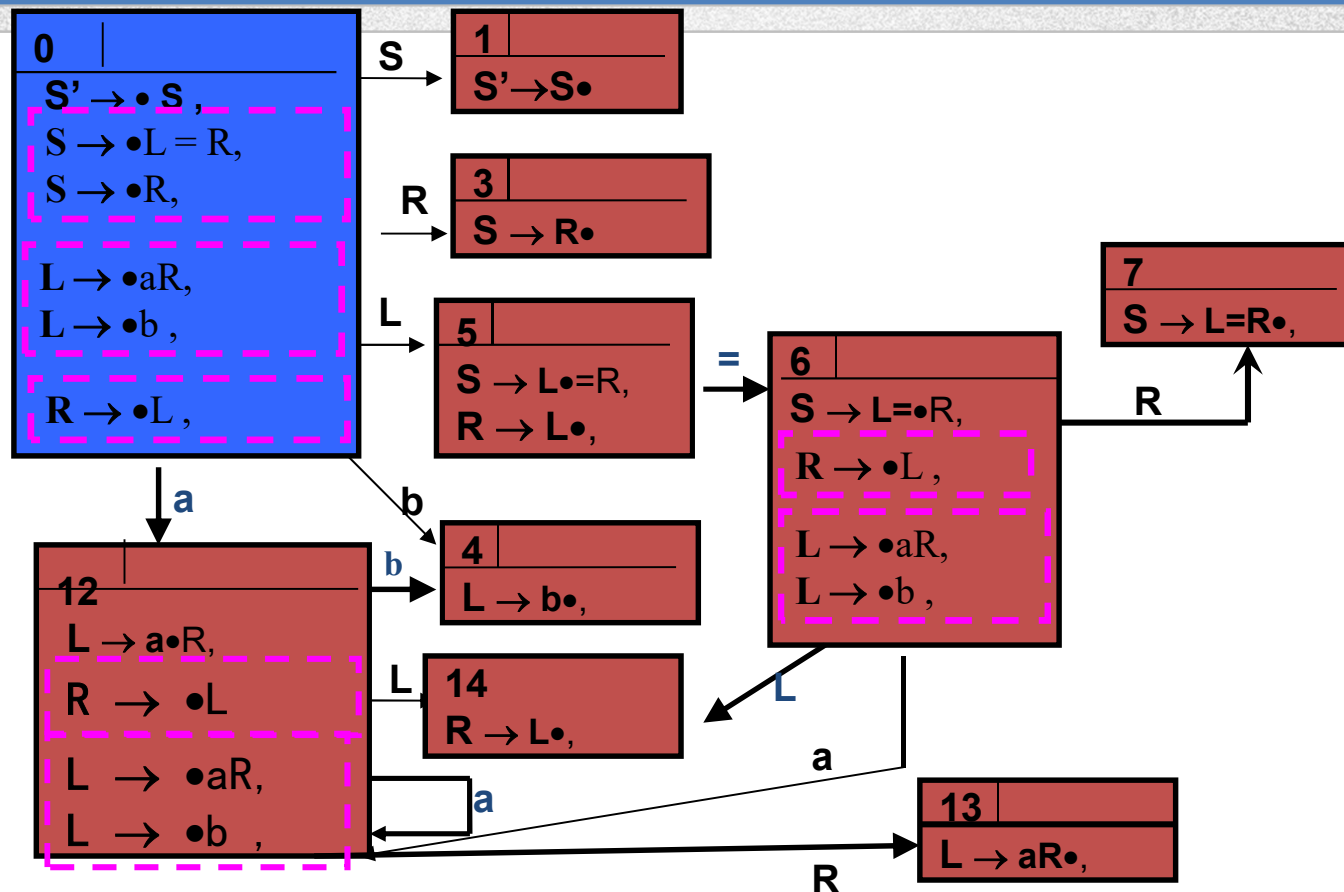 0
S' → • S ,
S → •L = R,
S → •R,
L → •aR,
L → •b ,
R → •L ,
S
1
S'→S•
R
3
S → R•
L
5
S → L•=R,
R → L•,
=
6
S → L=•R,
R → •L ,
L → •aR,
L → •b ,
R
7
S → L=R•,
a
b
4
L → b•,
b
12
L → a•R,
R → •L
L → •aR,
L → •b ,
L
14
R → L•,
L
a
a
13
L → aR•,
R